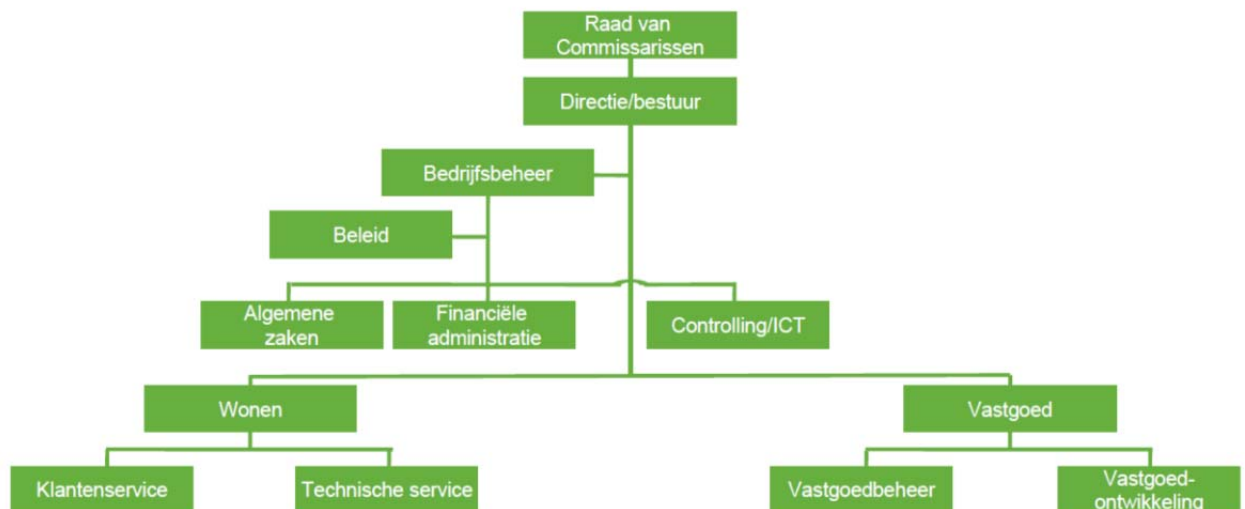 Raad van
Commissarissen
Directie/bestuur
Bedrijfsbeheer
Beleid
Algemene
zaken
Financiële
administratie
Controlling/ICT
Wonen
Vastgoed
Klantenservice
Technische service
Vastgoedbeheer
Vastgoed-
ontwikkeling